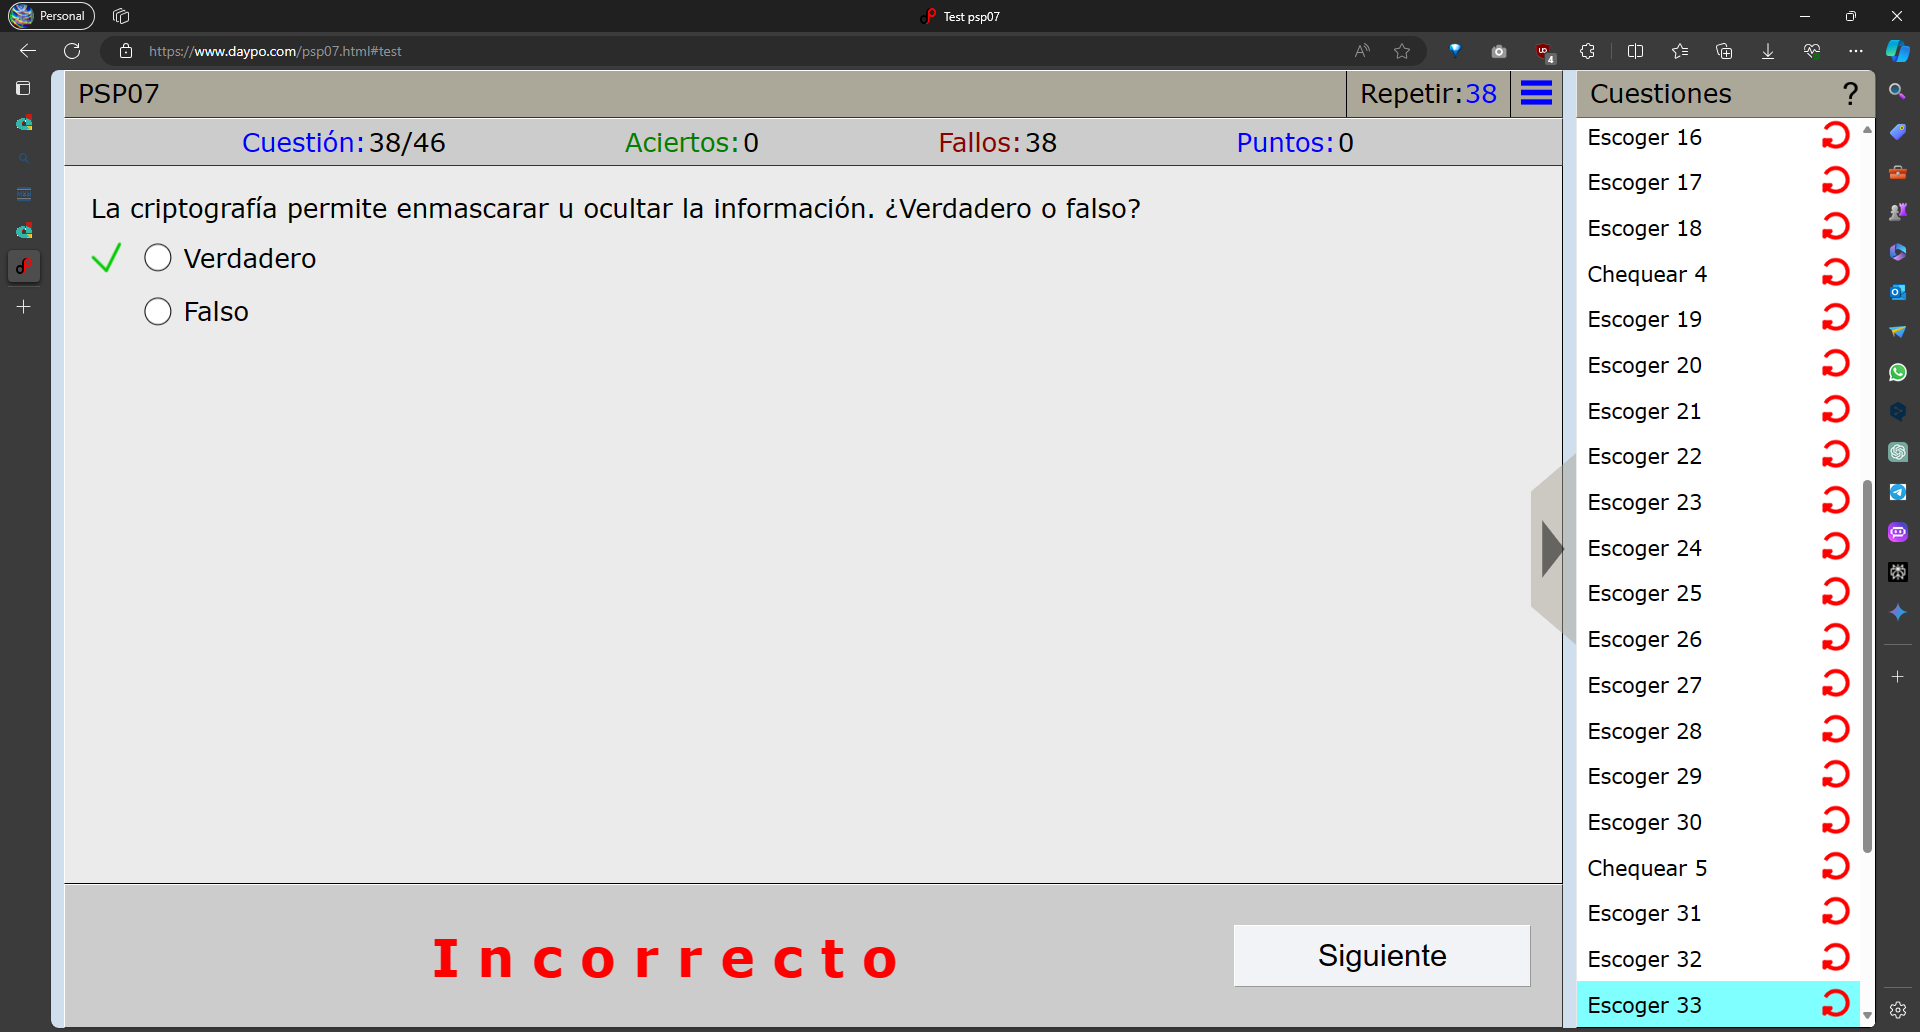 Personal
Test psp07
https://www.daypo.com/psp07.html#test
PSP07
Repetir:38
Cuestión:38/46
Aciertos:0
Fallos:38
Puntos:0
La criptografía permite enmascarar u ocultar la información. ¿Verdadero o falso?
Verdadero
Falso
Incorrecto
Siguiente
Cuestiones
?
Escoger 16
Escoger 17
Escoger 18
Chequear 4
Escoger 19
Escoger 20
Escoger 21
Escoger 22
Escoger 23
Escoger 24
Escoger 25
Escoger 26
Escoger 27
Escoger 28
Escoger 29
Escoger 30
Chequear 5
Escoger 31
Escoger 32
Escoger 33
4